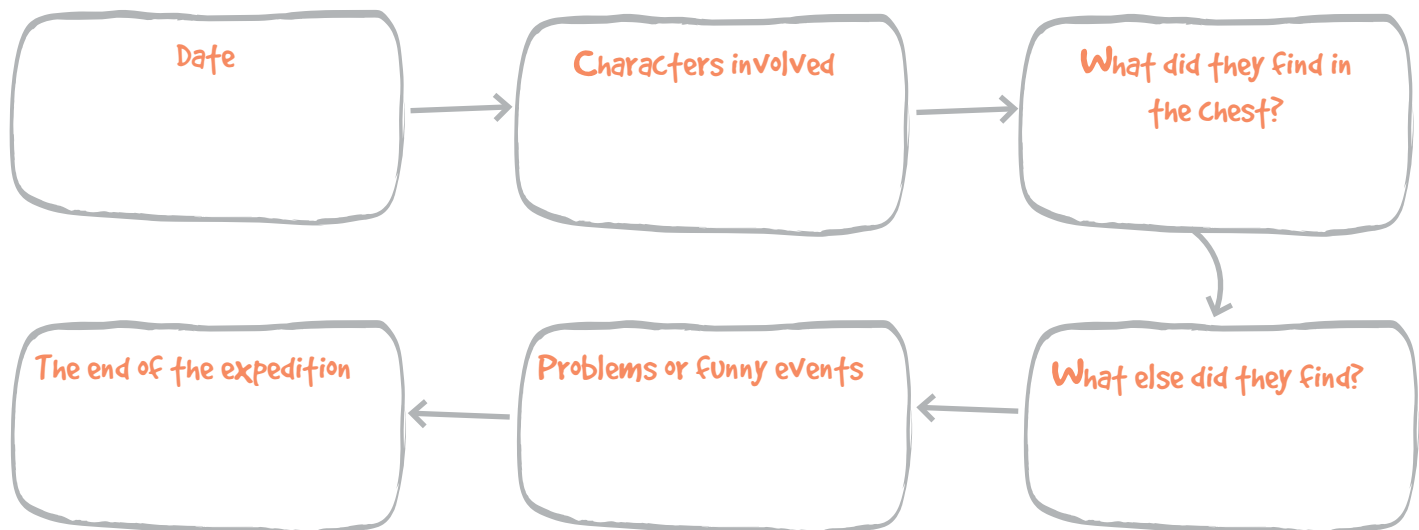 Date
Characters involved
What did they find in
the chest?
What else did they find?
Problems or funny events
The end of the expedition